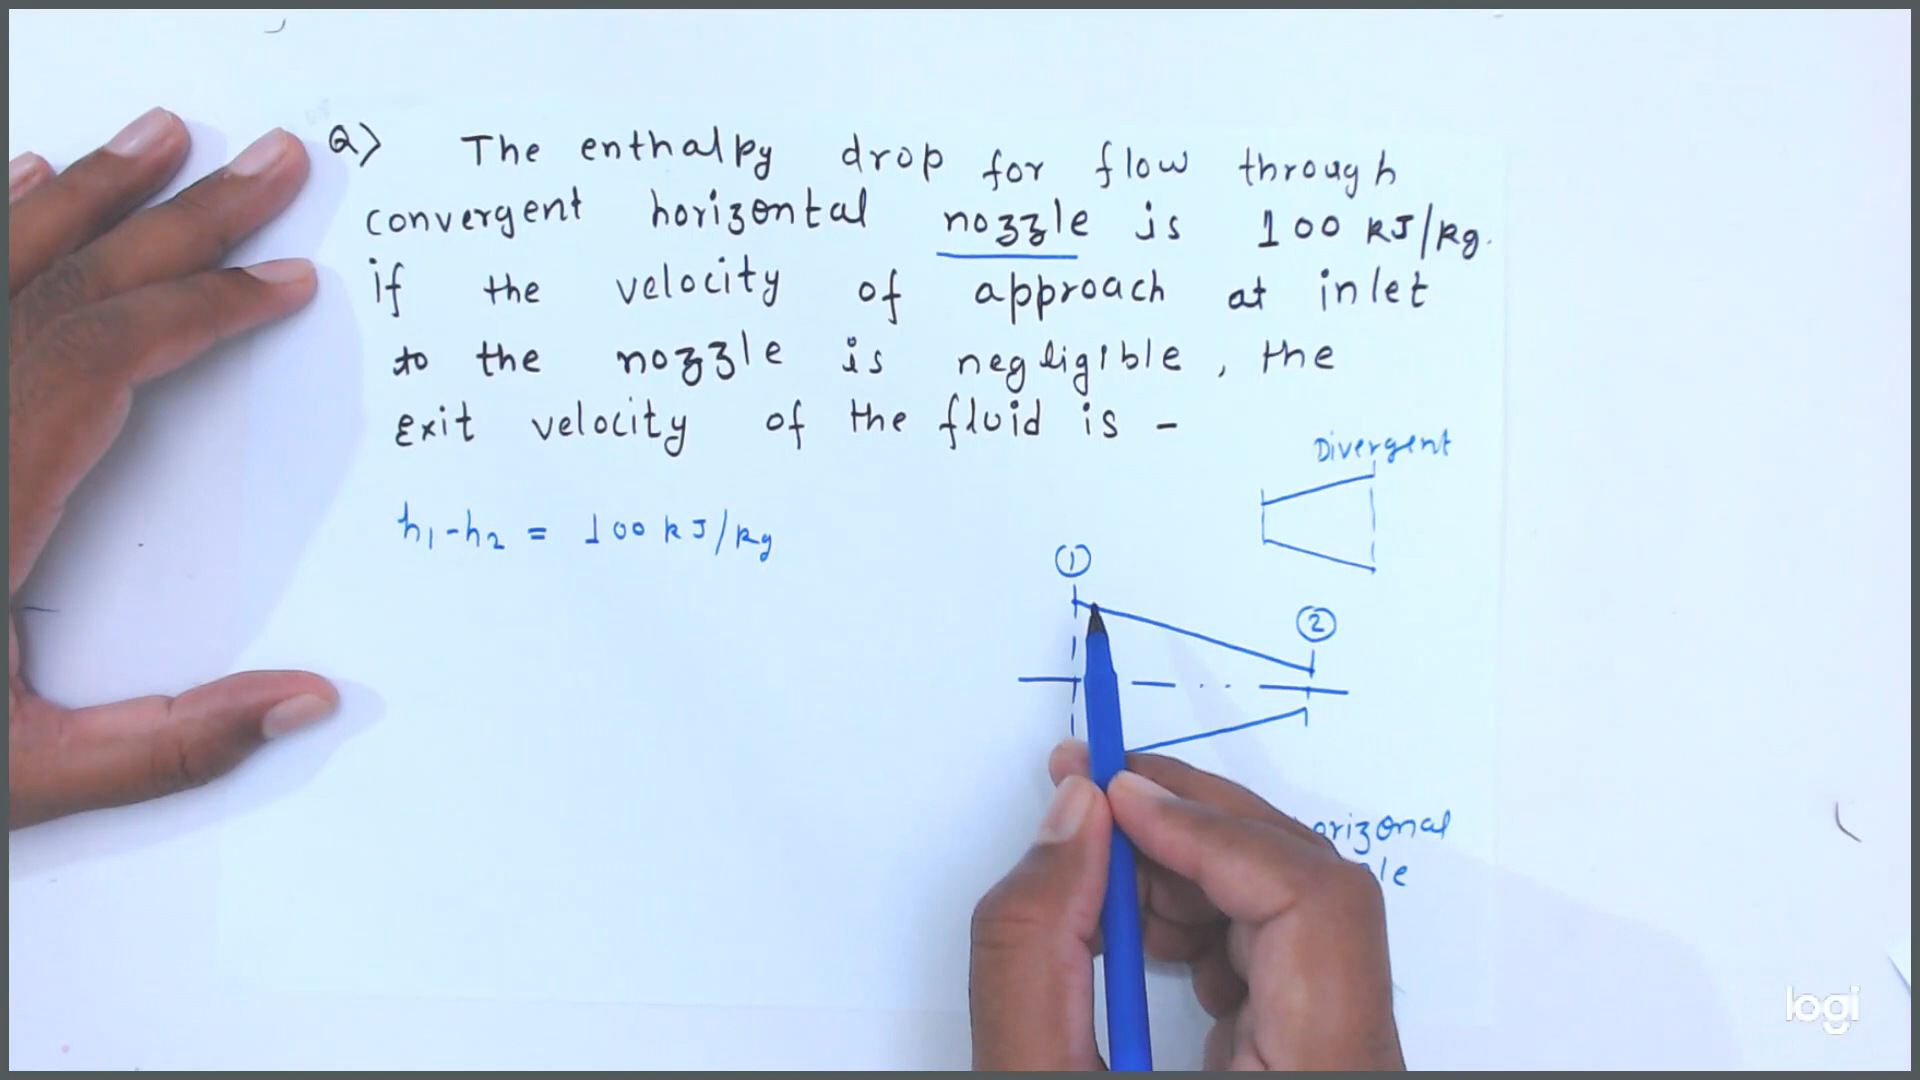 Q) The enthalpy drop for flow through
convergent horizontal nozzle is 100 kJ/kg.
if the velocity of approach at inlet
to the nozzle is negligible, the
Exit velocity of the fluid is -
Divergent
h1-h2 = 100 kJ/kg
1
2
logi